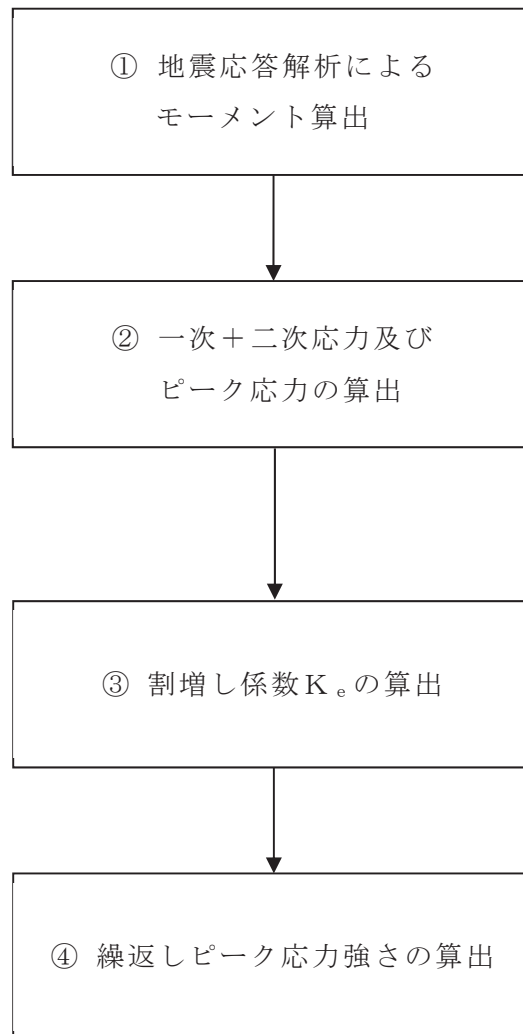 ① 地震応答解析による
モーメント算出
② 一次+二次応力及び
ピーク応力の算出
③ 割増し係数Kₑの算出
④ 繰返しピーク応力強さの算出